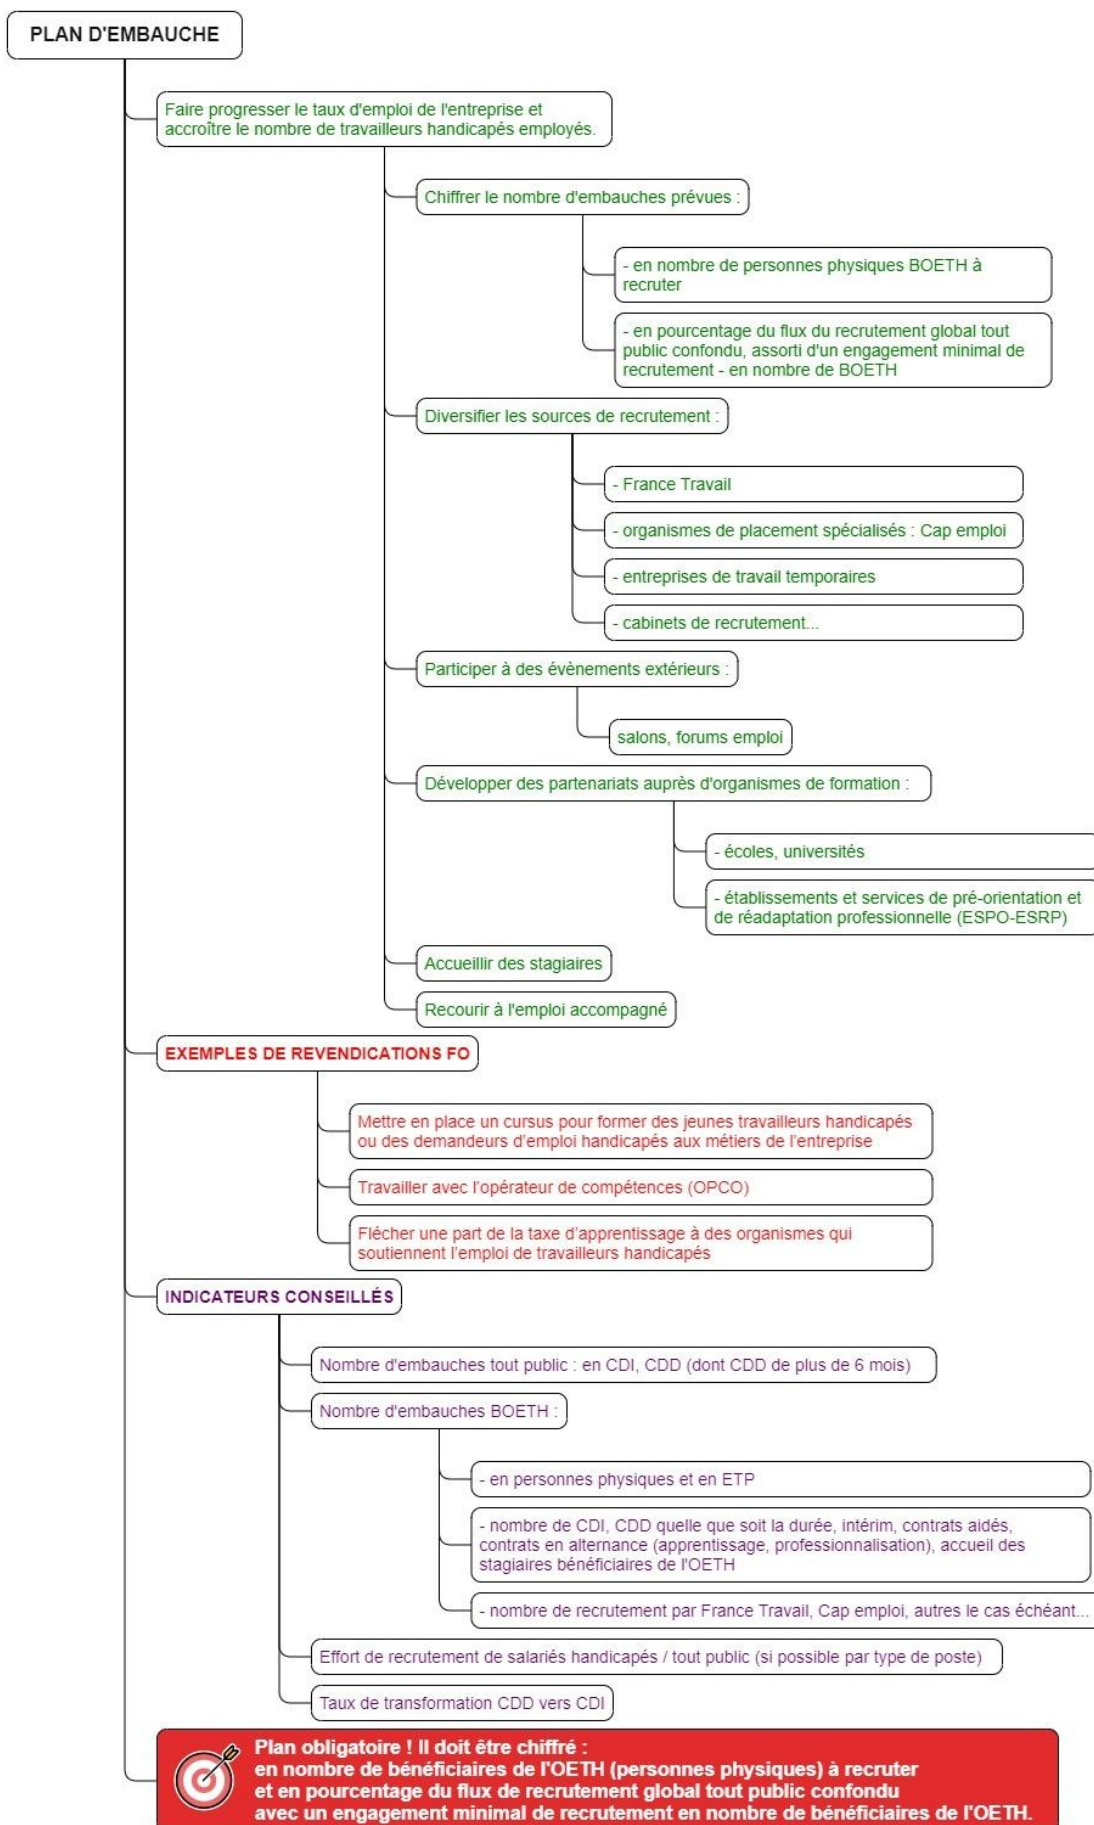 PLAN D'EMBAUCHE
Faire progresser le taux d'emploi de l'entreprise et
accroître le nombre de travailleurs handicapés employés.
Chiffrer le nombre d'embauches prévues :
- en nombre de personnes physiques BOETH à
recruter
- en pourcentage du flux du recrutement global tout
public confondu, assorti d'un engagement minimal de
recrutement - en nombre de BOETH
Diversifier les sources de recrutement :
- France Travail
- organismes de placement spécialisés : Cap emploi
- entreprises de travail temporaires
- cabinets de recrutement...
Participer à des évènements extérieurs :
salons, forums emploi
Développer des partenariats auprès d'organismes de formation :
- écoles, universités
- établissements et services de pré-orientation et
de réadaptation professionnelle (ESPO-ESRP)
Accueillir des stagiaires
Recourir à l'emploi accompagné
EXEMPLES DE REVENDICATIONS FO
Mettre en place un cursus pour former des jeunes travailleurs handicapés
ou des demandeurs d'emploi handicapés aux métiers de l'entreprise
Travailler avec l'opérateur de compétences (OPCO)
Flécher une part de la taxe d'apprentissage à des organismes qui
soutiennent l'emploi de travailleurs handicapés
INDICATEURS CONSEILLÉS
Nombre d'embauches tout public : en CDI, CDD (dont CDD de plus de 6 mois)
Nombre d'embauches BOETH :
- en personnes physiques et en ETP
- nombre de CDI, CDD quelle que soit la durée, intérim, contrats aidés,
contrats en alternance (apprentissage, professionnalisation), accueil des
stagiaires bénéficiaires de l'OETH
- nombre de recrutement par France Travail, Cap emploi, autres le cas échéant...
Effort de recrutement de salariés handicapés / tout public (si possible par type de poste)
Taux de transformation CDD vers CDI
Plan obligatoire ! Il doit être chiffré :
en nombre de bénéficiaires de l'OETH (personnes physiques) à recruter
et en pourcentage du flux de recrutement global tout public confondu
avec un engagement minimal de recrutement en nombre de bénéficiaires de l'OETH.